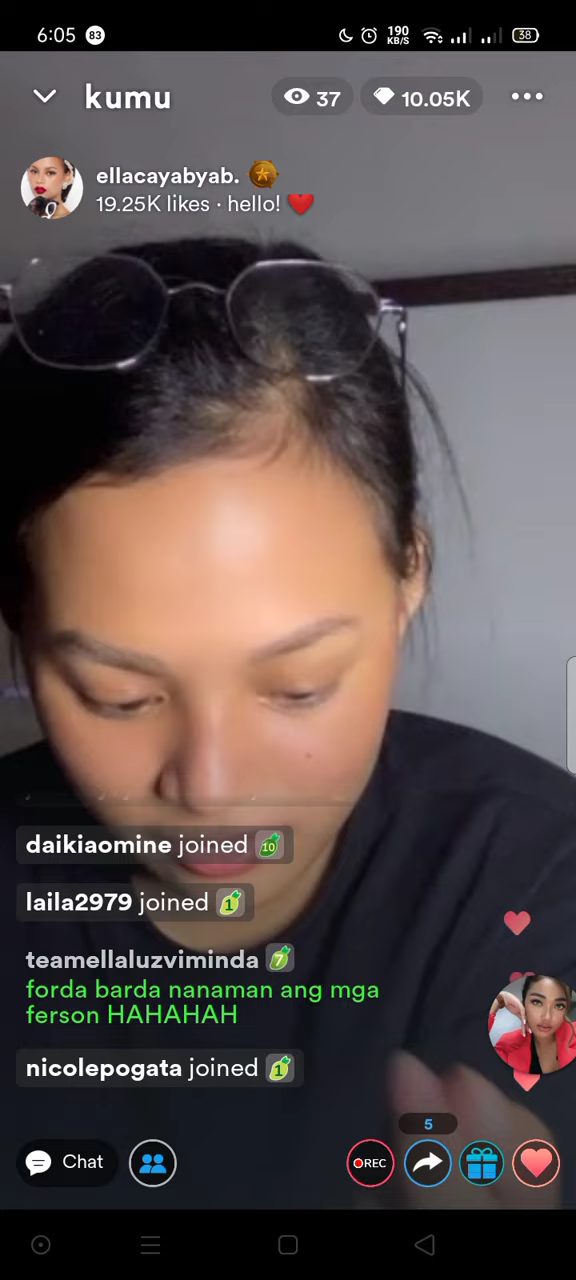 6:05 83 190 KB/S 38
kumu 37 10.05K
ellacayabyab.
19.25K likes · hello! ❤️
daikiaomine joined 10
laila2979 joined 1
teamellaluzviminda 7
forda barda nanaman ang mga
ferson HAHAHAH
nicolepogata joined 1
5
Chat REC